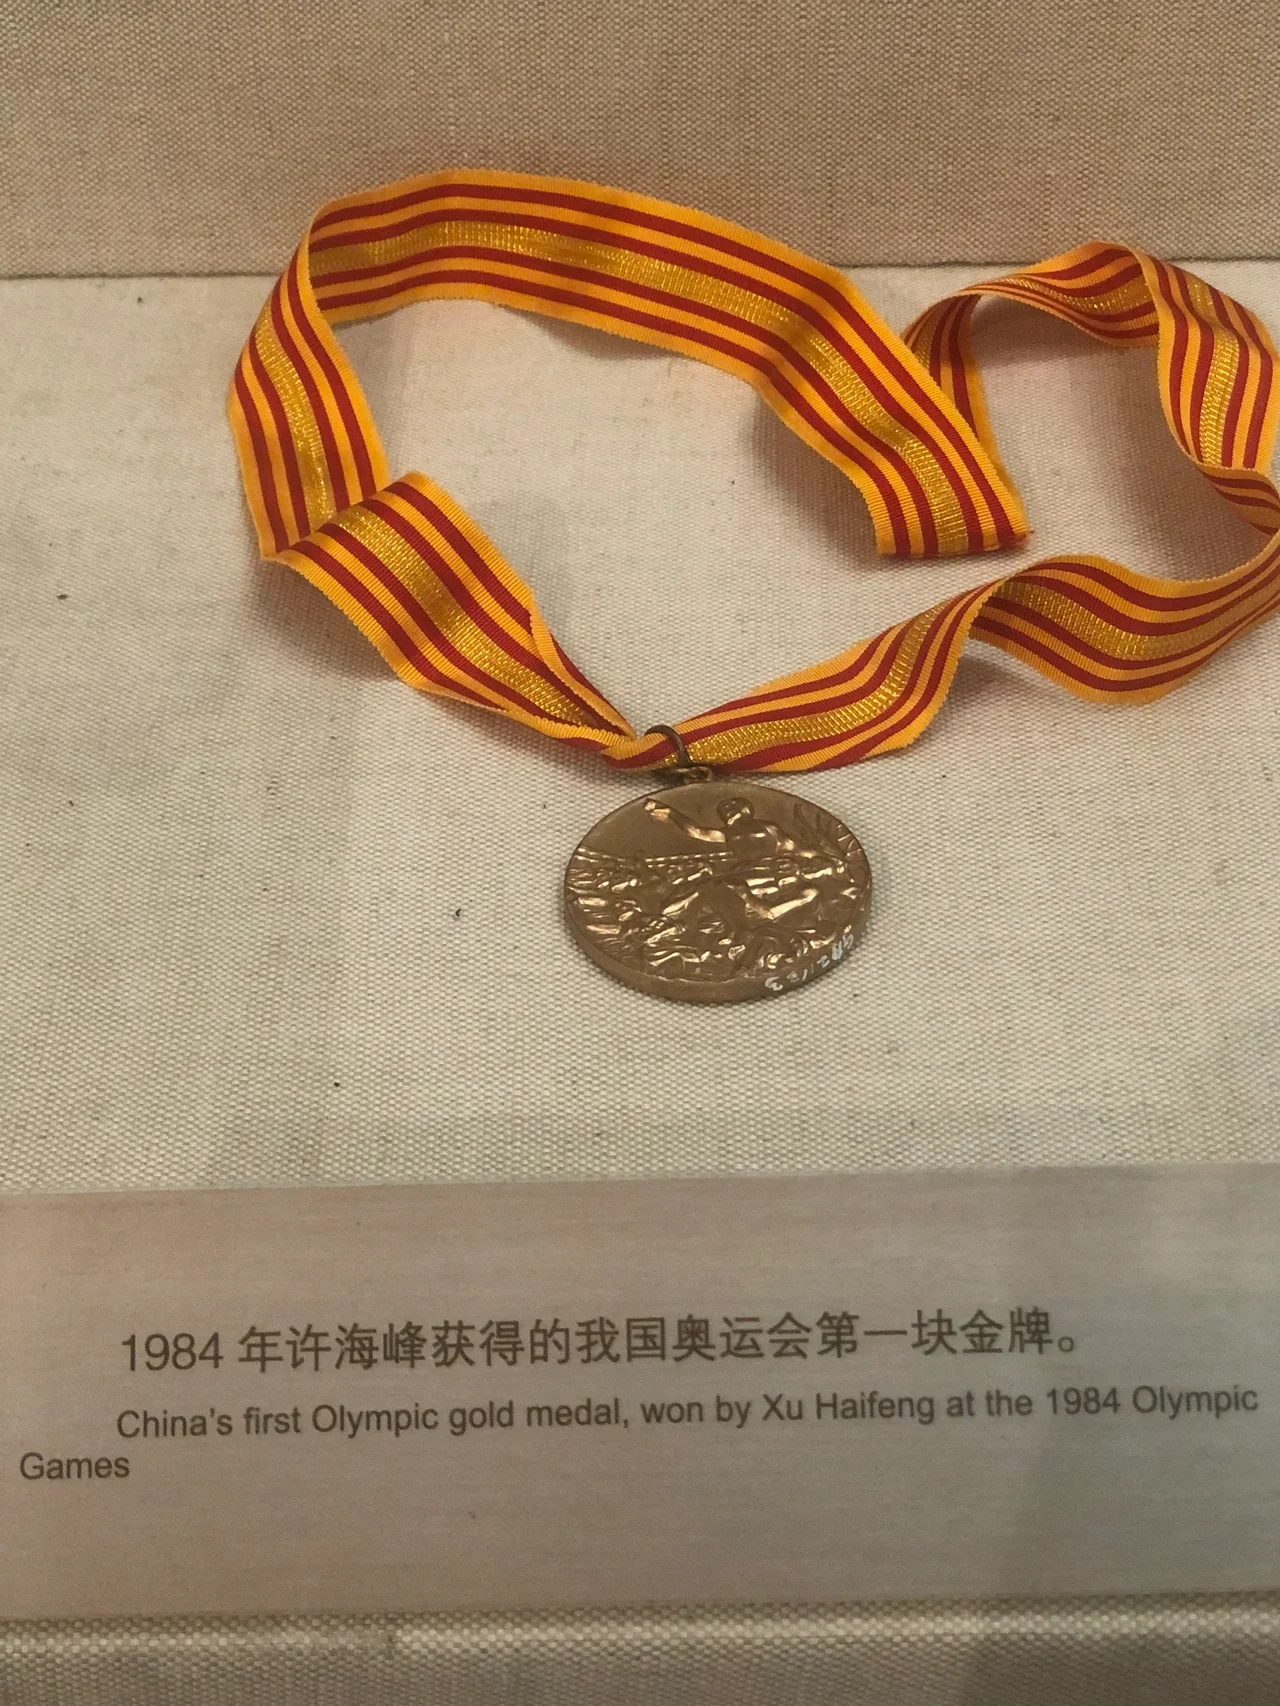 1984 年许海峰获得的我国奥运会第一块金牌。
China's first Olympic gold medal, won by Xu Haifeng at the 1984 Olympic
Games